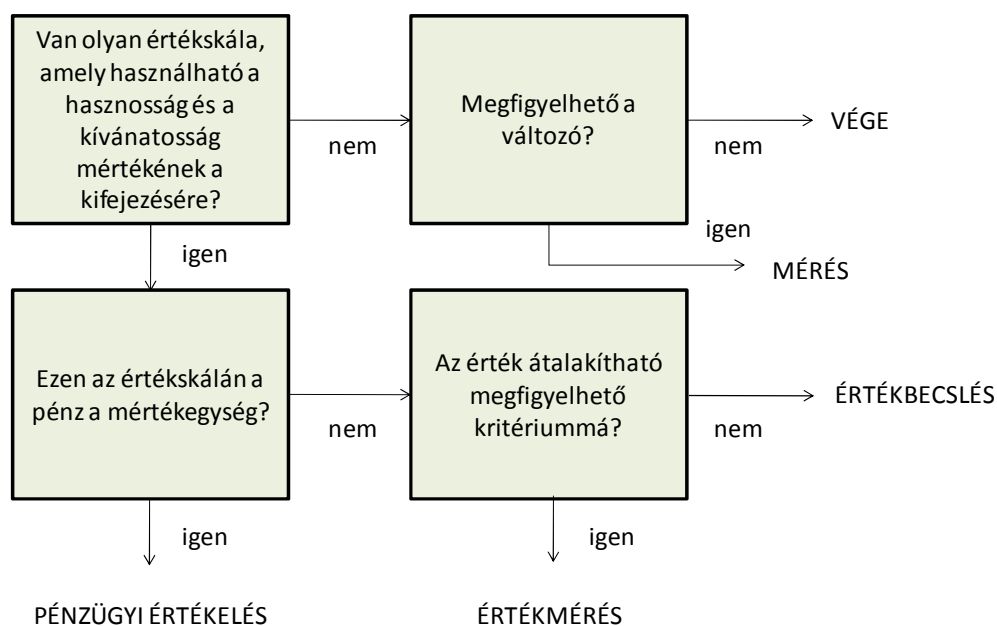 Van olyan értékskála,
amely használható a
hasznosság és a
kívánatosság
mértékének a
kifejezésére?
nem
Megfigyelhető a
változó?
nem
VÉGE
igen
MÉRÉS
igen
Ezen az értékskálán a
pénz a mértékegység?
nem
Az érték átalakítható
megfigyelhető
kritériummá?
nem
ÉRTÉKBECSLÉS
igen
PÉNZÜGYI ÉRTÉKELÉS
igen
ÉRTÉKMÉRÉS